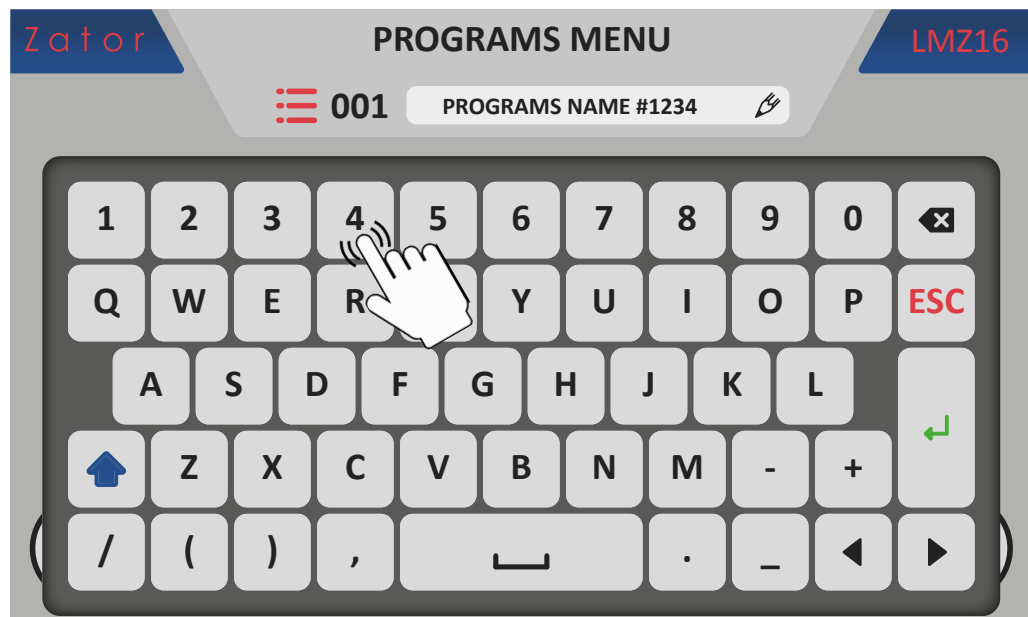 Zator PROGRAMS MENU LMZ16
001 PROGRAMS NAME #1234
1 2 3 4 5 6 7 8 9 0
Q W E R Y U I O P ESC
A S D F G H J K L
Z X C V B N M - +
/ ( ) , . _